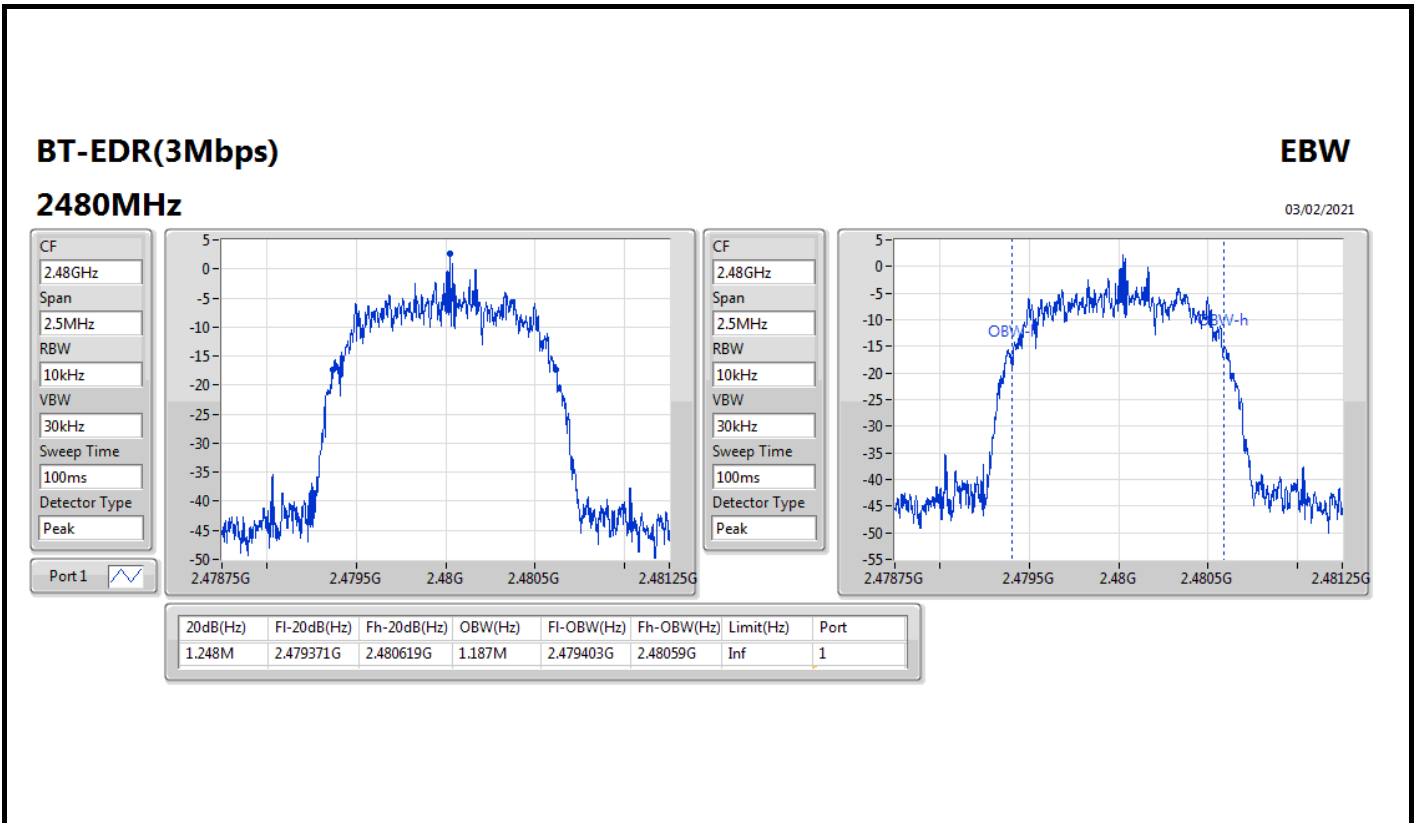 BT-EDR(3Mbps)
EBW
2480MHz
03/02/2021
CF
2.48GHz
Span
2.5MHz
RBW
10kHz
VBW
30kHz
Sweep Time
100ms
Detector Type
Peak
Port 1
5
0
-5
-10
-15
-20
-25
-30
-35
-40
-45
-50
2.47875G 2.4795G 2.48G 2.4805G 2.48125G
CF
2.48GHz
Span
2.5MHz
RBW
10kHz
VBW
30kHz
Sweep Time
100ms
Detector Type
Peak
5
0
-5
-10
-15
-20
-25
-30
-35
-40
-45
-50
-55
OBW-l
OBW-h
2.47875G 2.4795G 2.48G 2.4805G 2.48125G
20dB(Hz) Fl-20dB(Hz) Fh-20dB(Hz) OBW(Hz) Fl-OBW(Hz) Fh-OBW(Hz) Limit(Hz) Port
1.248M 2.479371G 2.480619G 1.187M 2.479403G 2.48059G Inf 1